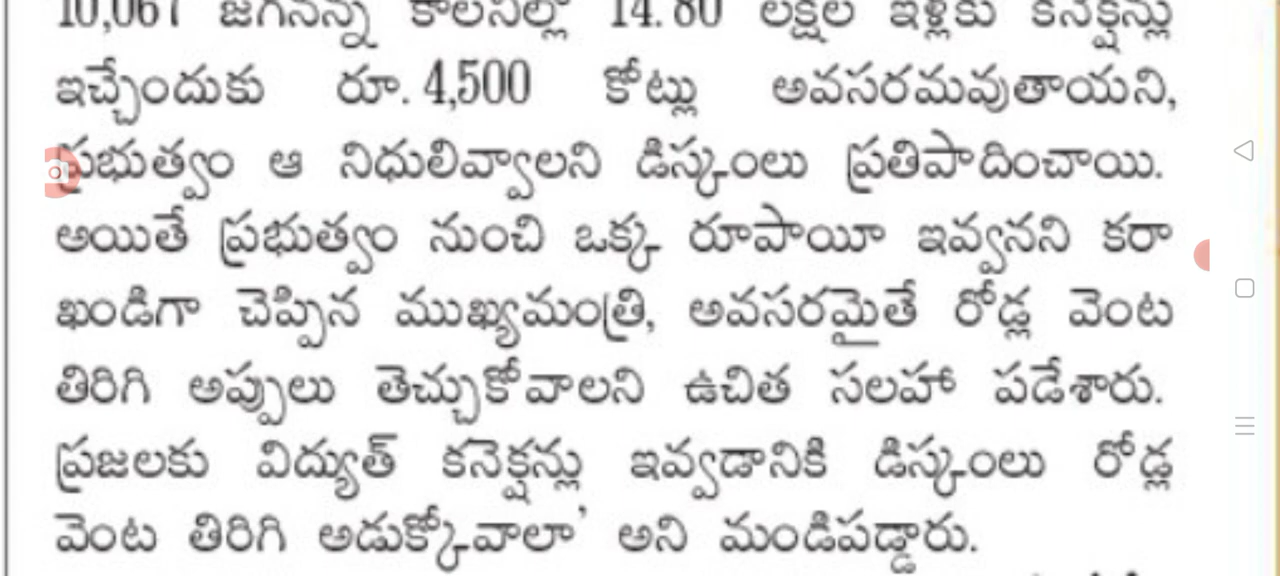 10,067 జగనన్న కాలనీల్లో 14.80 లక్షల ఇళ్లకు కనెక్షన్లు
ఇచ్చేందుకు రూ. 4,500 కోట్లు అవసరమవుతాయని,
ప్రభుత్వం ఆ నిధులివ్వాలని డిస్కంలు ప్రతిపాదించాయి.
అయితే ప్రభుత్వం నుంచి ఒక్క రూపాయీ ఇవ్వనని కరా
ఖండిగా చెప్పిన ముఖ్యమంత్రి, అవసరమైతే రోడ్ల వెంట
తిరిగి అప్పులు తెచ్చుకోవాలని ఉచిత సలహా పడేశారు.
ప్రజలకు విద్యుత్ కనెక్షన్లు ఇవ్వడానికి డిస్కంలు రోడ్ల
వెంట తిరిగి అడుక్కోవాలా’ అని మండిపడ్డారు.